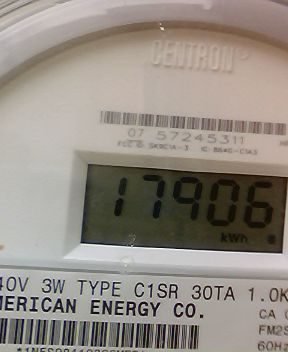 CENTRON®
07 57245311
17906
kWh
40V 3W TYPE C1SR 30TA 1.0K
MERICAN ENERGY CO.
CA
FM2S
60Hz